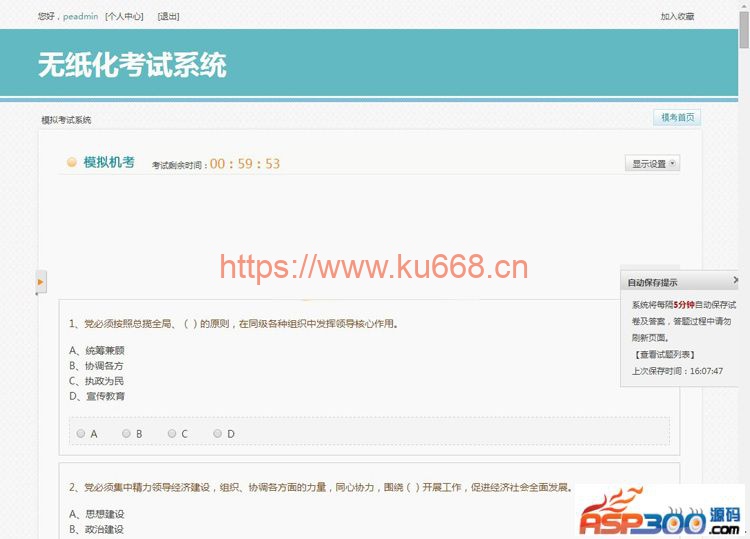 您好，peadmin [个人中心] [退出] 加入收藏
无纸化考试系统
模拟考试系统 模考首页
模拟机考 考试剩余时间：00：59：53 显示设置
https://www.ku668.cn
自动保存提示
系统将每隔5分钟自动保存试
卷及答案，答题过程中请勿
刷新页面。
【查看试题列表】
上次保存时间：16:07:47
1、党必须按照总揽全局、（ ）的原则，在同级各种组织中发挥领导核心作用。
A、统筹兼顾
B、协调各方
C、执政为民
D、宣传教育
A B C D
2、党必须集中精力领导经济建设，组织、协调各方面的力量，同心协力，围绕（ ）开展工作，促进经济社会全面发展。
A、思想建设
B、政治建设
ASP300源码
.com